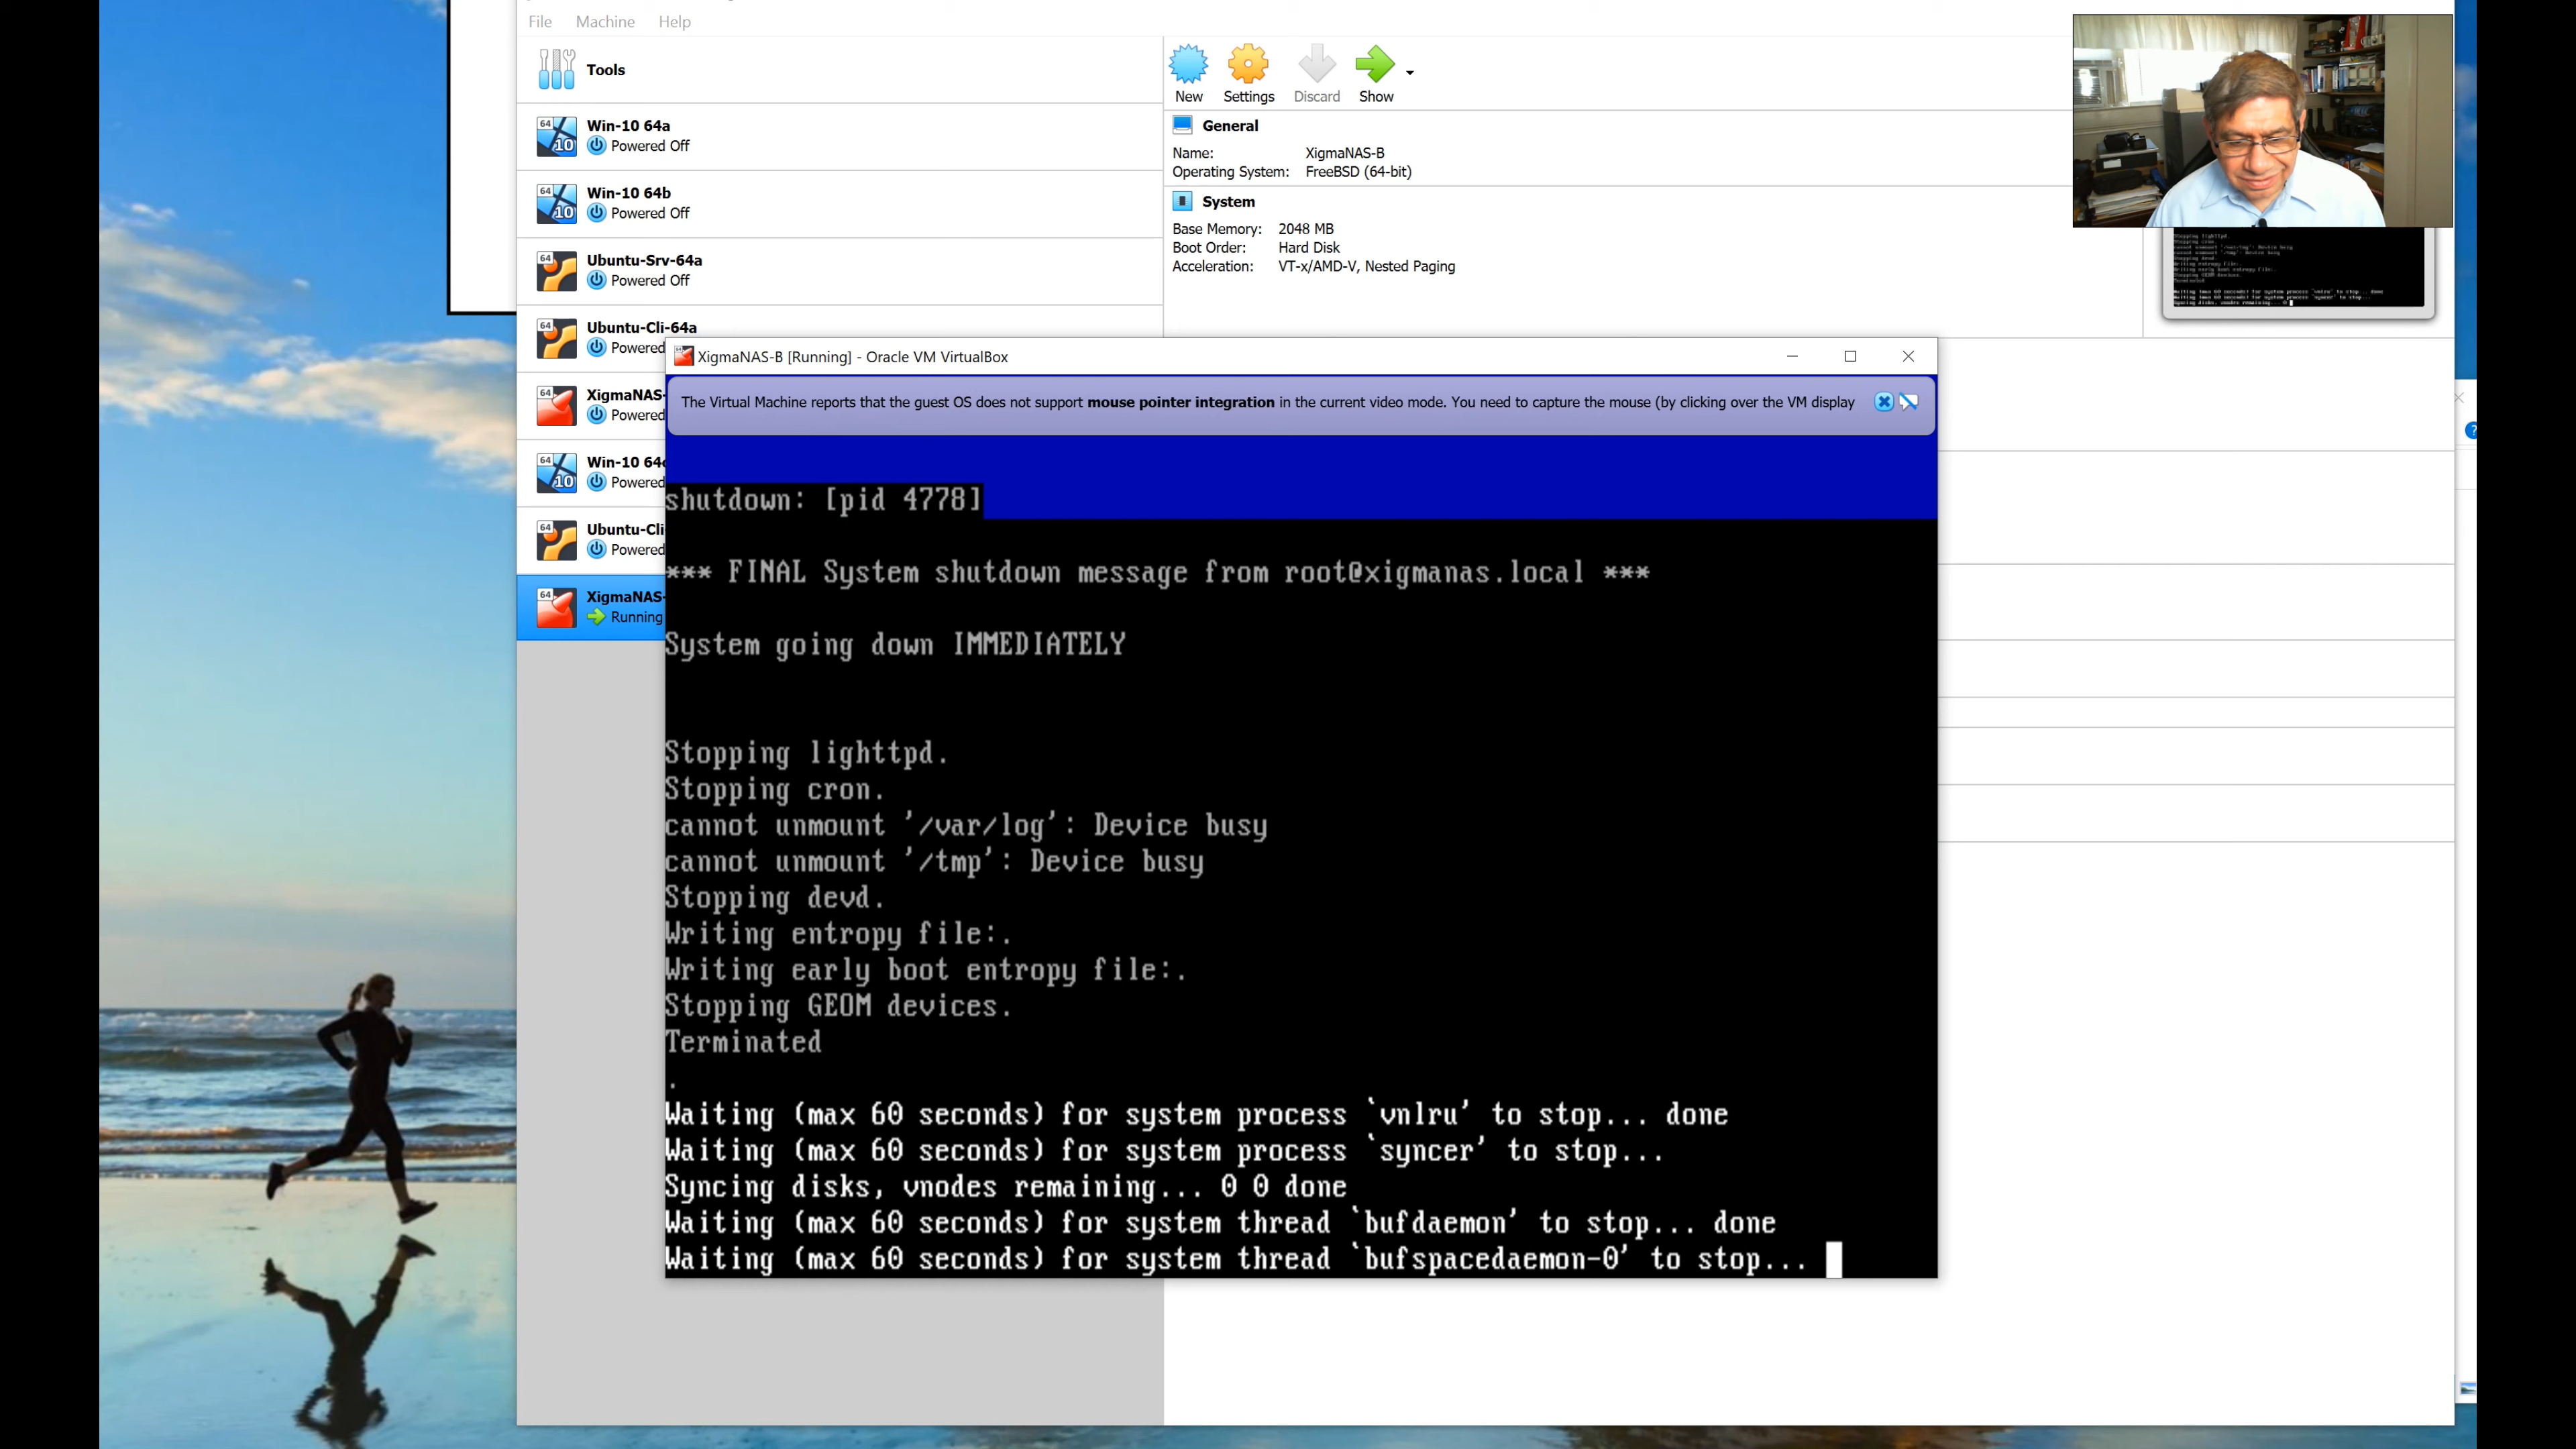 File Machine Help
Tools
New Settings Discard Show
Win-10 64a
Powered Off
Win-10 64b
Powered Off
Ubuntu-Srv-64a
Powered Off
Ubuntu-Cli-64a
Powered
XigmaNAS-
Powered
Win-10 64
Powered
Ubuntu-Cli
Powered
XigmaNAS-
Running
General
Name: XigmaNAS-B
Operating System: FreeBSD (64-bit)
System
Base Memory: 2048 MB
Boot Order: Hard Disk
Acceleration: VT-x/AMD-V, Nested Paging
XigmaNAS-B [Running] - Oracle VM VirtualBox
The Virtual Machine reports that the guest OS does not support mouse pointer integration in the current video mode. You need to capture the mouse (by clicking over the VM display
shutdown: [pid 4778]
*** FINAL System shutdown message from root@xigmanas.local ***
System going down IMMEDIATELY
Stopping lighttpd.
Stopping cron.
cannot unmount '/var/log': Device busy
cannot unmount '/tmp': Device busy
Stopping devd.
Writing entropy file:.
Writing early boot entropy file:.
Stopping GEOM devices.
Terminated
.
Waiting (max 60 seconds) for system process `vnlru' to stop... done
Waiting (max 60 seconds) for system process `syncer' to stop...
Syncing disks, vnodes remaining... 0 0 done
Waiting (max 60 seconds) for system thread `bufdaemon' to stop... done
Waiting (max 60 seconds) for system thread `bufspacedaemon-0' to stop...